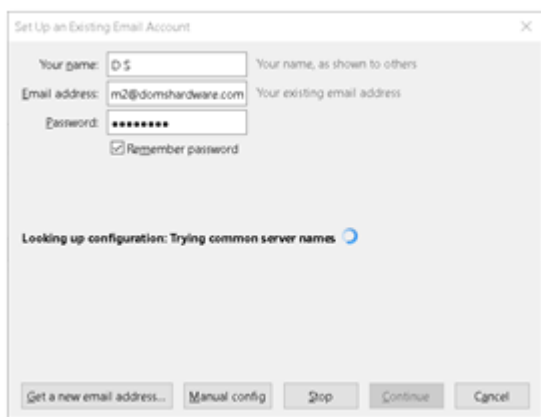 Set Up an Existing Email Account
Your name: D S Your name, as shown to others
Email address: m2@domshardware.com Your existing email address
Password: ••••••••
Remember password
Looking up configuration: Trying common server names
Get a new email address... Manual config Stop Continue Cancel